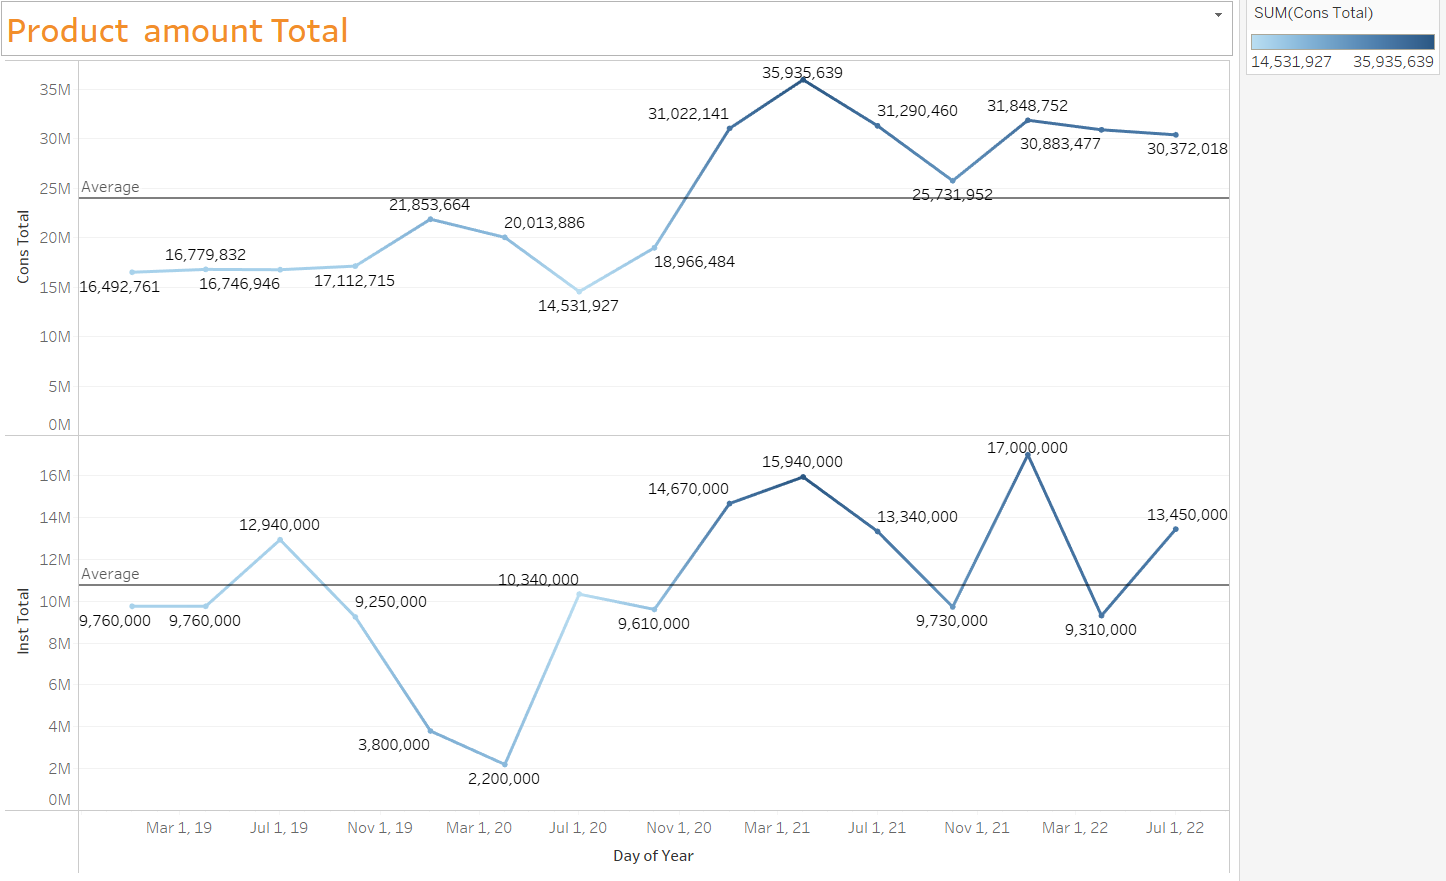 Product  amount Total
SUM(Cons Total)
14,531,927 35,935,639
Cons Total
35M
30M
25M
20M
15M
10M
5M
0M
Average
16,492,761
16,779,832
16,746,946
17,112,715
21,853,664
20,013,886
14,531,927
18,966,484
31,022,141
35,935,639
31,290,460
25,731,952
31,848,752
30,883,477
30,372,018
Inst Total
16M
14M
12M
10M
8M
6M
4M
2M
0M
Average
9,760,000
9,760,000
12,940,000
9,250,000
3,800,000
2,200,000
10,340,000
9,610,000
14,670,000
15,940,000
13,340,000
9,730,000
17,000,000
9,310,000
13,450,000
Mar 1, 19 Jul 1, 19 Nov 1, 19 Mar 1, 20 Jul 1, 20 Nov 1, 20 Mar 1, 21 Jul 1, 21 Nov 1, 21 Mar 1, 22 Jul 1, 22
Day of Year